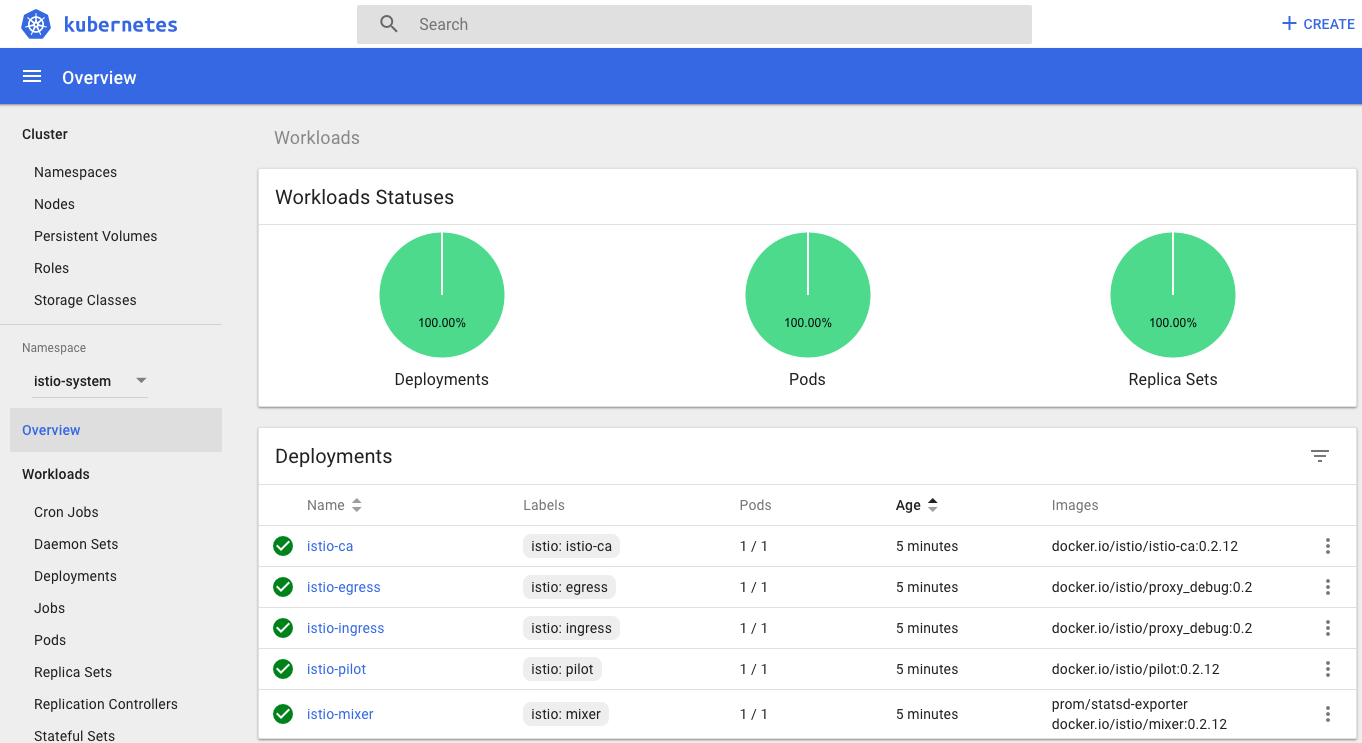 kubernetes
Search
CREATE
Overview
Cluster
Namespaces
Nodes
Persistent Volumes
Roles
Storage Classes
Namespace
istio-system
Overview
Workloads
Cron Jobs
Daemon Sets
Deployments
Jobs
Pods
Replica Sets
Replication Controllers
Stateful Sets
Workloads
Workloads Statuses
100.00% 100.00% 100.00%
Deployments Pods Replica Sets
Deployments
Name Labels Pods Age Images
istio-ca istio: istio-ca 1 / 1 5 minutes docker.io/istio/istio-ca:0.2.12
istio-egress istio: egress 1 / 1 5 minutes docker.io/istio/proxy_debug:0.2
istio-ingress istio: ingress 1 / 1 5 minutes docker.io/istio/proxy_debug:0.2
istio-pilot istio: pilot 1 / 1 5 minutes docker.io/istio/pilot:0.2.12
istio-mixer istio: mixer 1 / 1 5 minutes prom/statsd-exporter
docker.io/istio/mixer:0.2.12